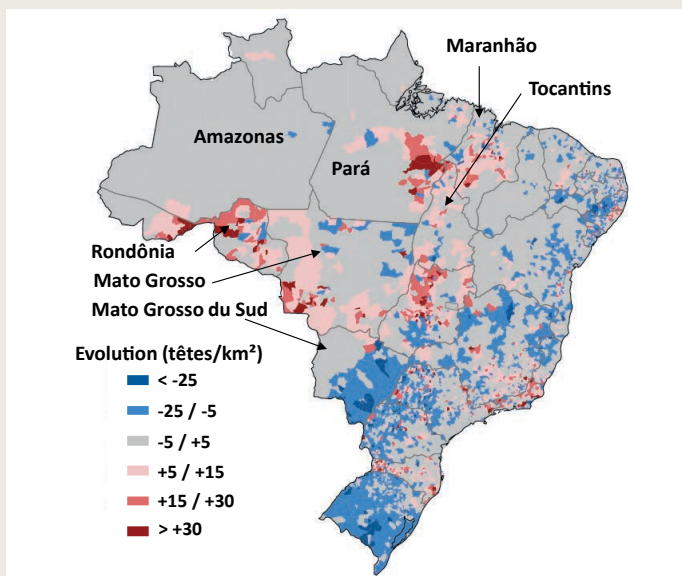 Maranhão
Tocantins
Amazonas
Pará
Rondônia
Mato Grosso
Mato Grosso du Sud
Evolution (têtes/km²)
< -25
-25 / -5
-5 / +5
+5 / +15
+15 / +30
> +30